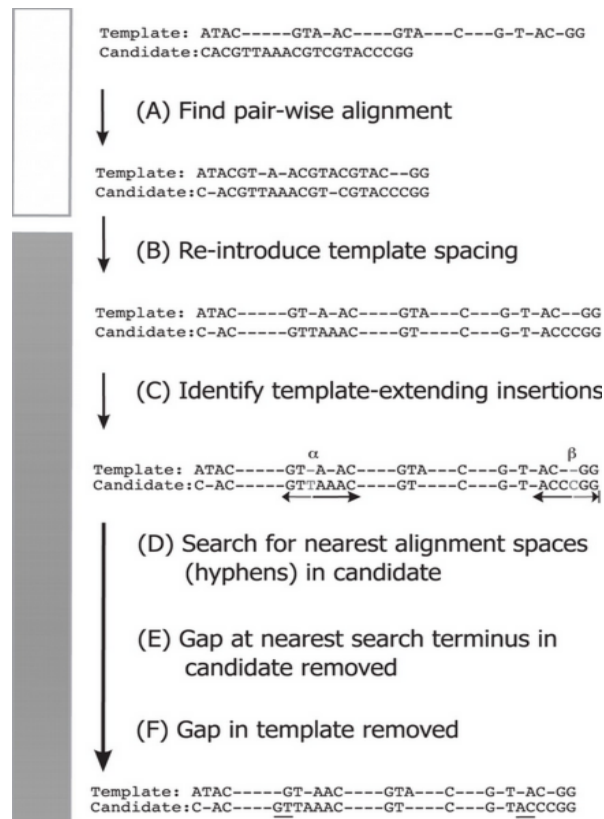 Template: ATAC-----GTA-AC-----GTA---C---G-T-AC-GG
Candidate:CACGTTAAACGTCGTACCCGG
(A) Find pair-wise alignment
Template: ATACGT-A-ACGTACGTAC--GG
Candidate:C-ACGTTAAACGT-CGTACCCGG
(B) Re-introduce template spacing
Template: ATAC-----GT-A-AC----GTA---C---G-T-AC--GG
Candidate:C-AC-----GTTAAAC----GT----C---G-T-ACCCGG
(C) Identify template-extending insertions
α β
Template: ATAC-----GT-A-AC----GTA---C---G-T-AC--GG
Candidate:C-AC-----GTTAAAC----GT----C---G-T-ACCCGG
(D) Search for nearest alignment spaces
(hyphens) in candidate
(E) Gap at nearest search terminus in
candidate removed
(F) Gap in template removed
Template: ATAC-----GT-AAC----GTA---C---G-T-AC-GG
Candidate:C-AC----GTTAAAC----GT----C---G-TACCCGG